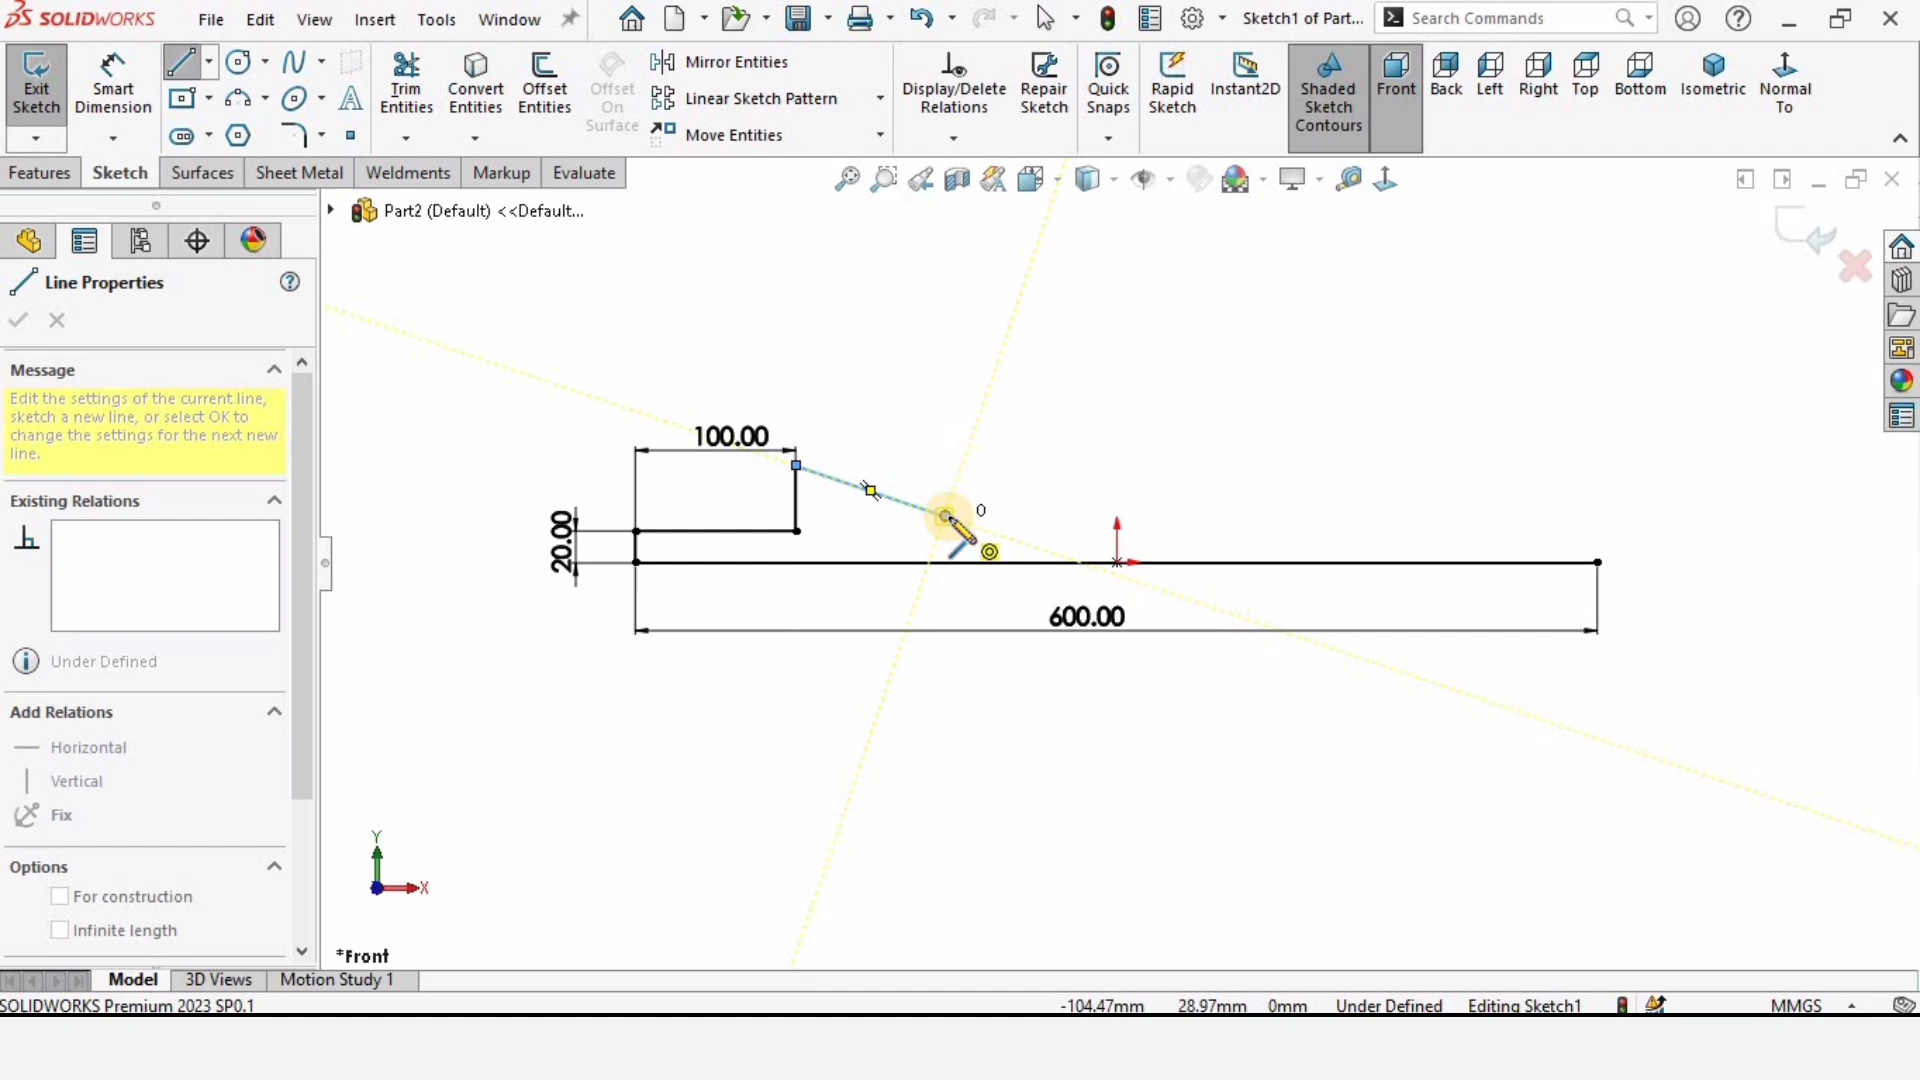 SOLIDWORKS File Edit View Insert Tools Window Sketch1 of Part... Search Commands
Exit Sketch
Smart Dimension
Trim Entities
Convert Entities
Offset Entities
Offset On Surface
Mirror Entities
Linear Sketch Pattern
Move Entities
Display/Delete Relations
Repair Sketch
Quick Snaps
Rapid Sketch
Instant2D
Shaded Sketch Contours
Front Back Left Right Top Bottom Isometric Normal To
Features Sketch Surfaces Sheet Metal Weldments Markup Evaluate
Part2 (Default) <<Default...
Line Properties
Message
Edit the settings of the current line,
sketch a new line, or select OK to
change the settings for the next new
line.
Existing Relations
Under Defined
Add Relations
Horizontal
Vertical
Fix
Options
For construction
Infinite length
100.00
20.00
0
600.00
Y
X
*Front
Model 3D Views Motion Study 1
SOLIDWORKS Premium 2023 SP0.1 -104.47mm 28.97mm 0mm Under Defined Editing Sketch1 MMGS